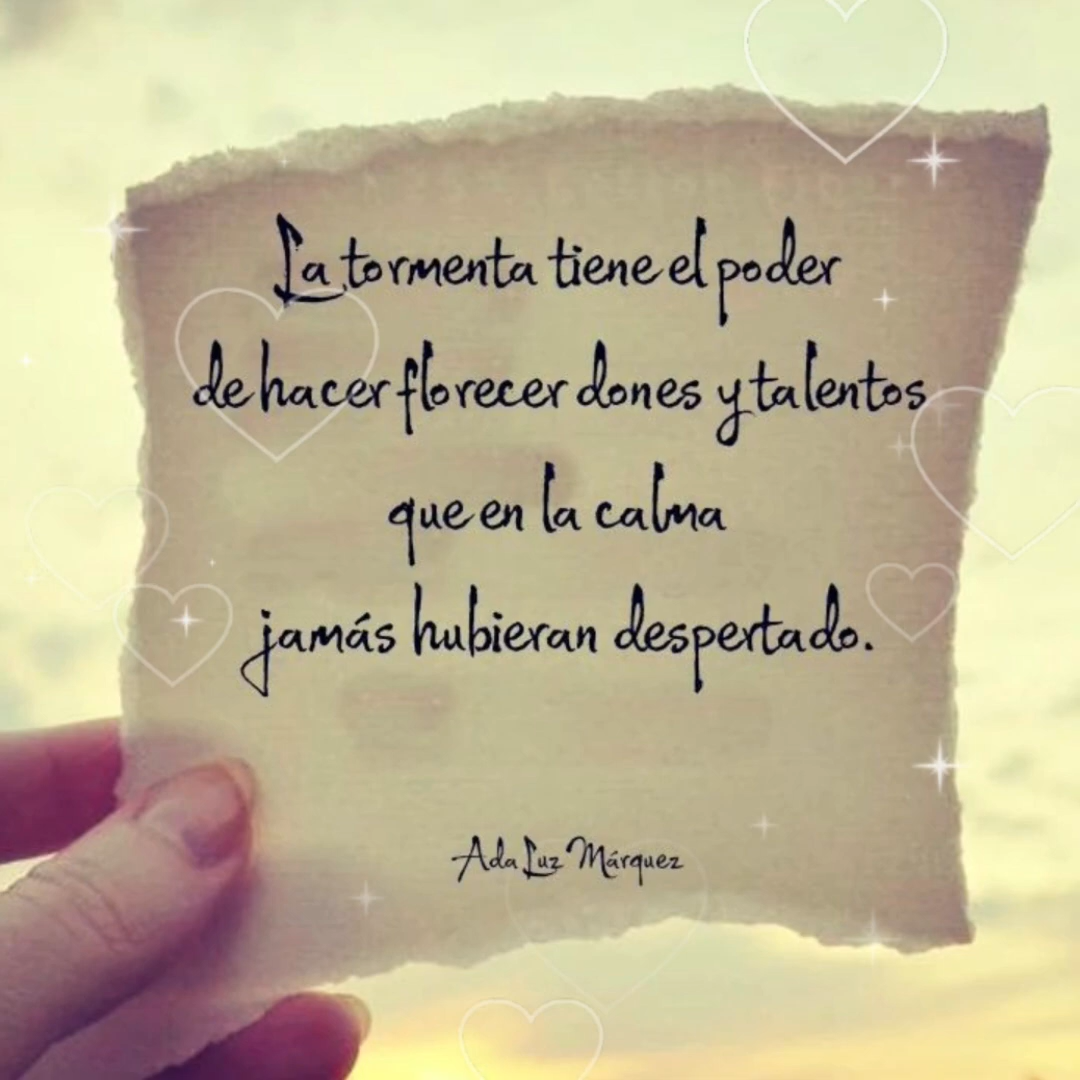 La tormenta tiene el poder
de hacer florecer dones y talentos
que en la calma
jamás hubieran despertado.
Ada Luz Márquez